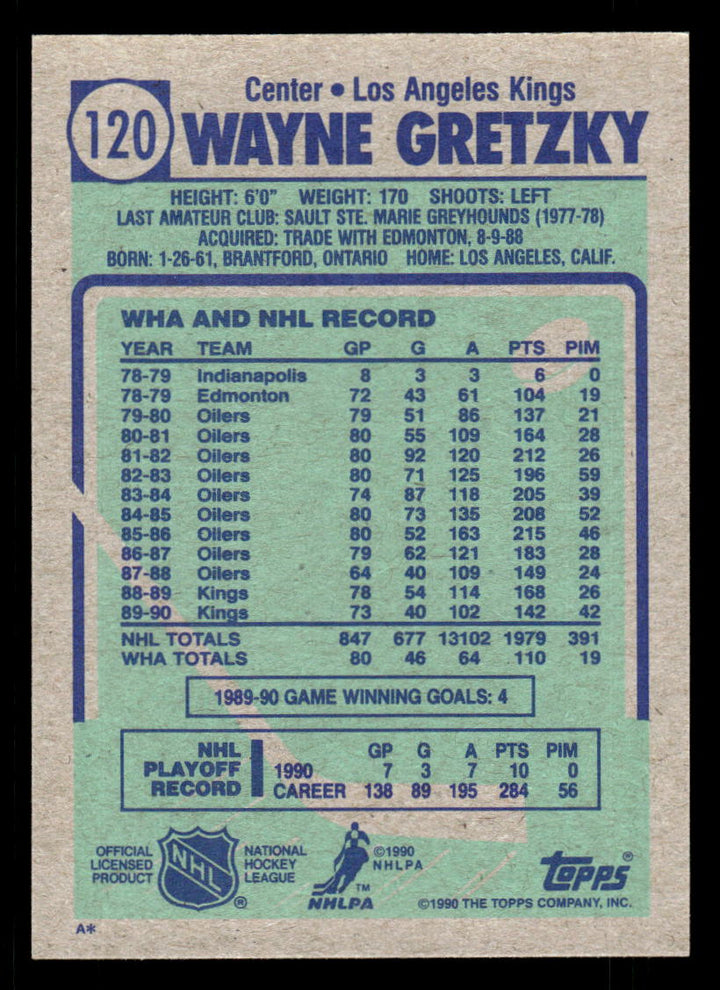 120
Center • Los Angeles Kings
WAYNE GRETZKY
HEIGHT: 6'0" WEIGHT: 170 SHOOTS: LEFT
LAST AMATEUR CLUB: SAULT STE. MARIE GREYHOUNDS (1977-78)
ACQUIRED: TRADE WITH EDMONTON, 8-9-88
BORN: 1-26-61, BRANTFORD, ONTARIO HOME: LOS ANGELES, CALIF.
WHA AND NHL RECORD
YEAR TEAM GP G A PTS PIM
78-79 Indianapolis 8 3 3 6 0
78-79 Edmonton 72 43 61 104 19
79-80 Oilers 79 51 86 137 21
80-81 Oilers 80 55 109 164 28
81-82 Oilers 80 92 120 212 26
82-83 Oilers 80 71 125 196 59
83-84 Oilers 74 87 118 205 39
84-85 Oilers 80 73 135 208 52
85-86 Oilers 80 52 163 215 46
86-87 Oilers 79 62 121 183 28
87-88 Oilers 64 40 109 149 24
88-89 Kings 78 54 114 168 26
89-90 Kings 73 40 102 142 42
NHL TOTALS 847 677 13102 1979 391
WHA TOTALS 80 46 64 110 19
1989-90 GAME WINNING GOALS: 4
NHL PLAYOFF RECORD
GP G A PTS PIM
1990 7 3 7 10 0
CAREER 138 89 195 284 56
OFFICIAL
LICENSED
PRODUCT
NHL
®
NATIONAL
HOCKEY
LEAGUE
©1990
NHLPA
™
NHLPA
topps®
©1990 THE TOPPS COMPANY, INC.
A*